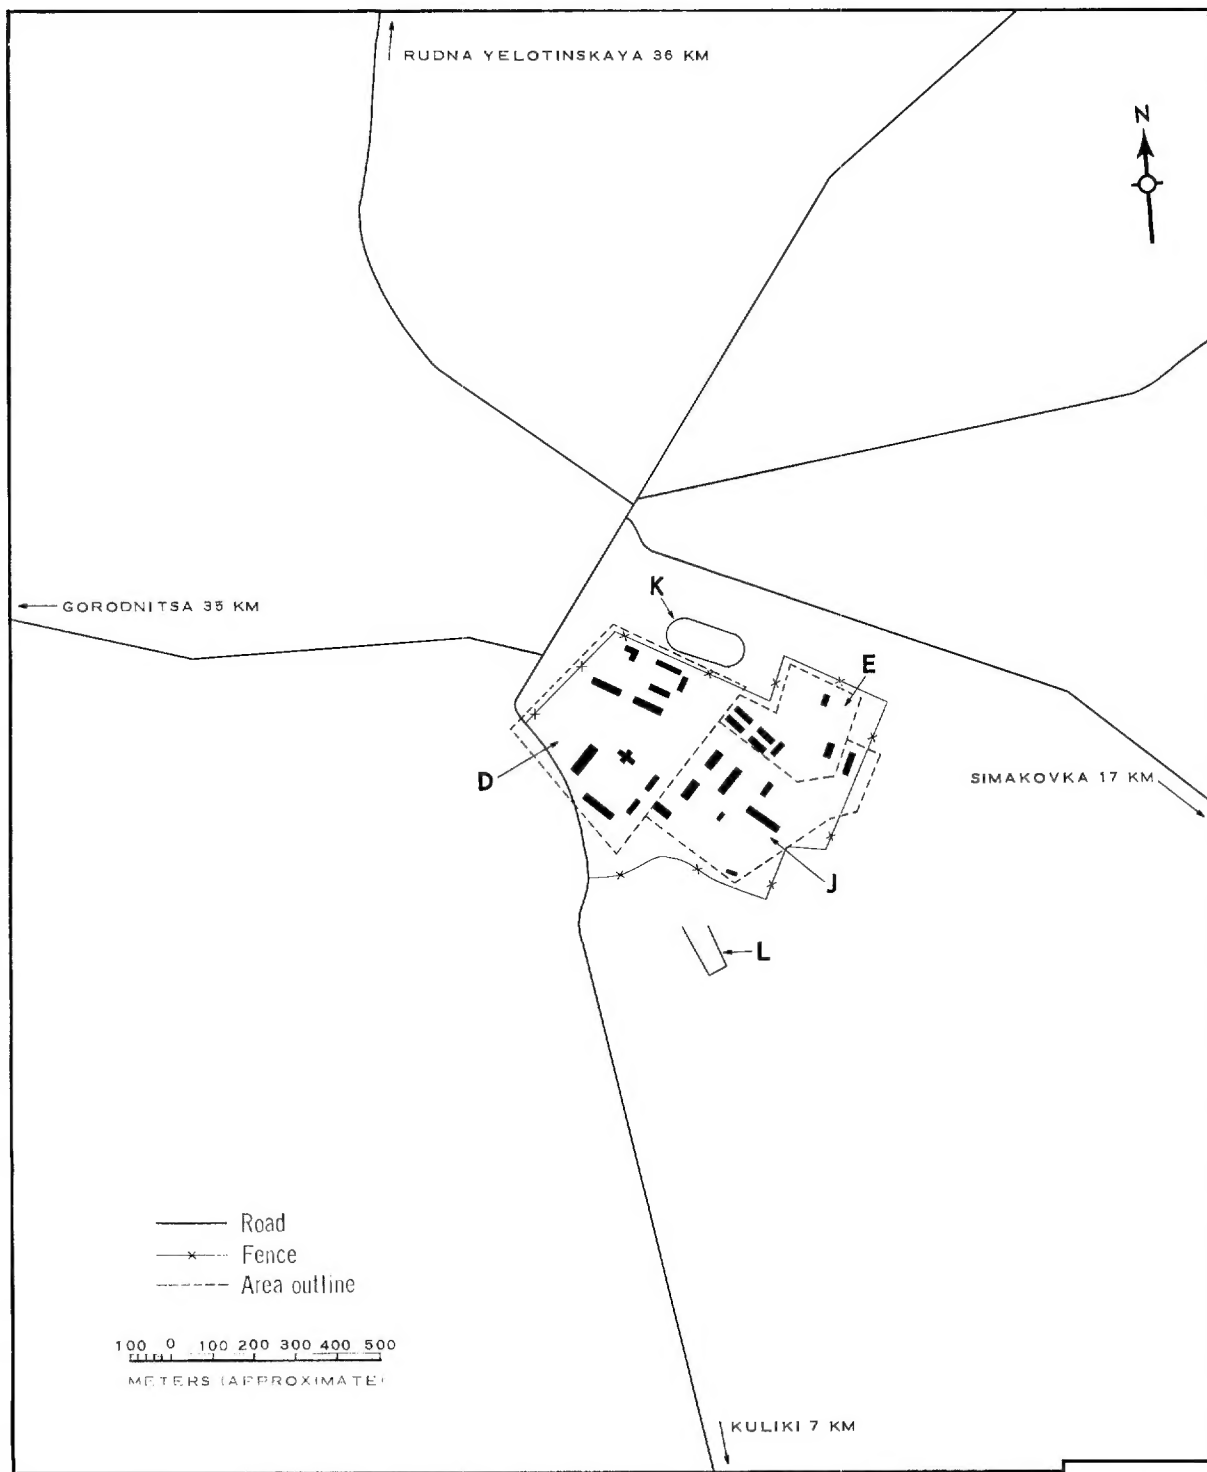 RUDNA YELOTINSKAYA 36 KM
N
K
GORODNITSA 35 KM
E
D
SIMAKOVKA 17 KM
J
L
Road
Fence
Area outline
100 0 100 200 300 400 500
METERS (APPROXIMATE)
KULIKI 7 KM